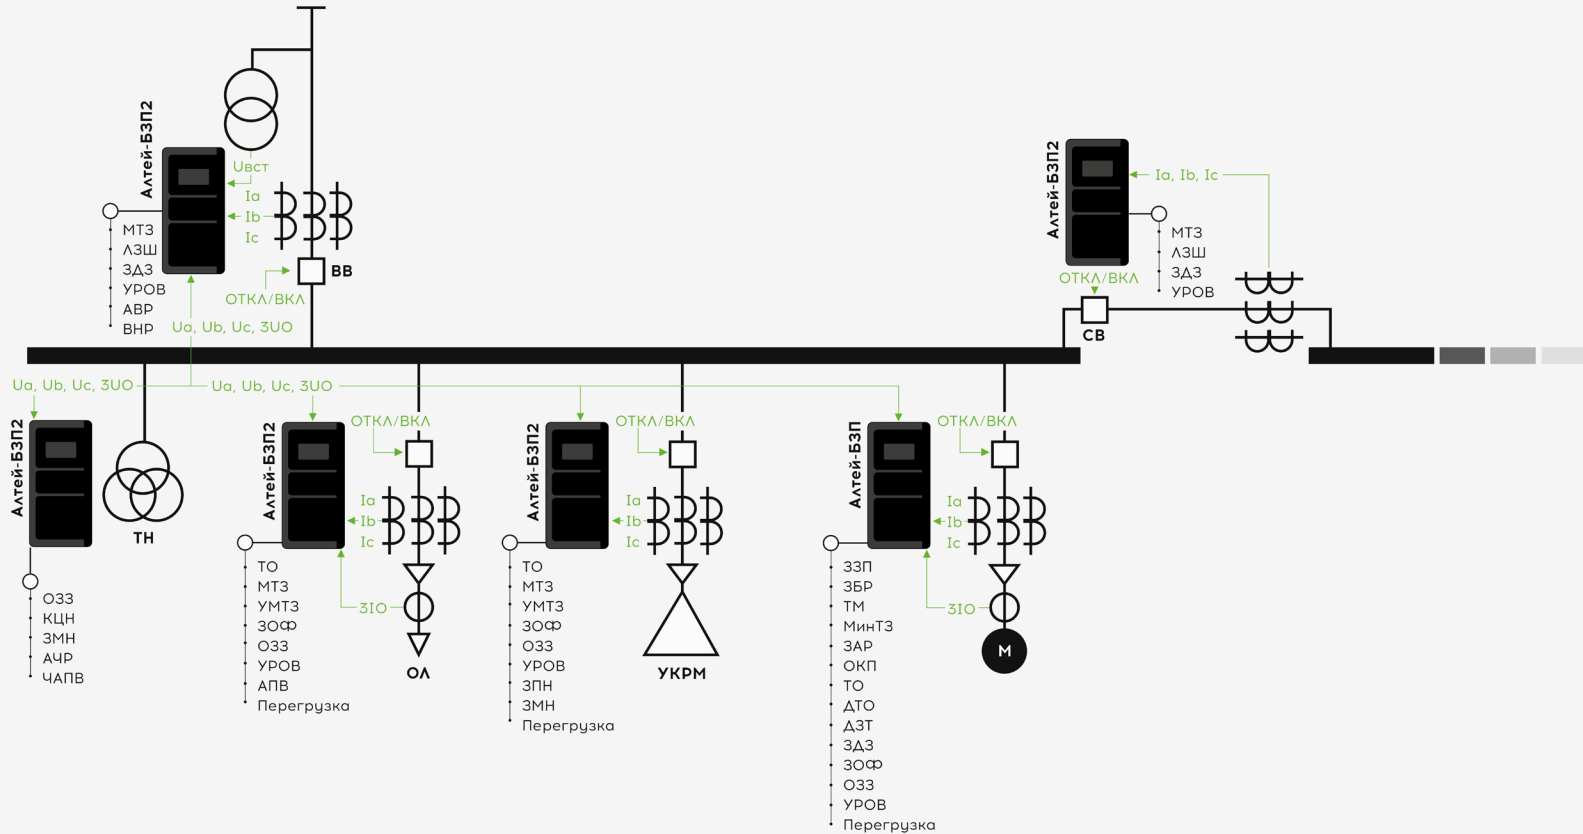 Алтей-БЗП2
Uвст
Ia
Ib
Ic
МТЗ
ЛЗШ
ЗДЗ
УРОВ
АВР
ВНР
ОТКЛ/ВКЛ
ВВ
Ua, Ub, Uc, 3UO
Алтей-БЗП2
Ia, Ib, Ic
МТЗ
ЛЗШ
ЗДЗ
УРОВ
ОТКЛ/ВКЛ
СВ
Ua, Ub, Uc, 3UO
Ua, Ub, Uc, 3UO
Алтей-БЗП2
ТН
ОЗЗ
КЦН
ЗМН
АЧР
ЧАПВ
Алтей-БЗП2
ОТКЛ/ВКЛ
Ia
Ib
Ic
3IO
ОЛ
ТО
МТЗ
УМТЗ
ЗОФ
ОЗЗ
УРОВ
АПВ
Перегрузка
Алтей-БЗП2
ОТКЛ/ВКЛ
Ia
Ib
Ic
УКРМ
ТО
МТЗ
УМТЗ
ЗОФ
ОЗЗ
УРОВ
ЗПН
ЗМН
Перегрузка
Алтей-БЗП
ОТКЛ/ВКЛ
Ia
Ib
Ic
3IO
М
ЗЗП
ЗБР
ТМ
МинТЗ
ЗАР
ОКП
ТО
ДТО
ДЗТ
ЗДЗ
ЗОФ
ОЗЗ
УРОВ
Перегрузка